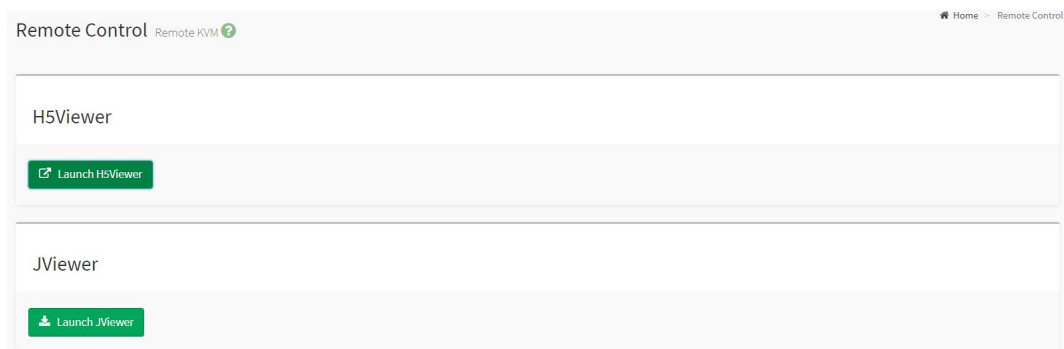 Home > Remote Control
Remote Control Remote KVM ?
H5Viewer
Launch H5Viewer
JViewer
Launch JViewer